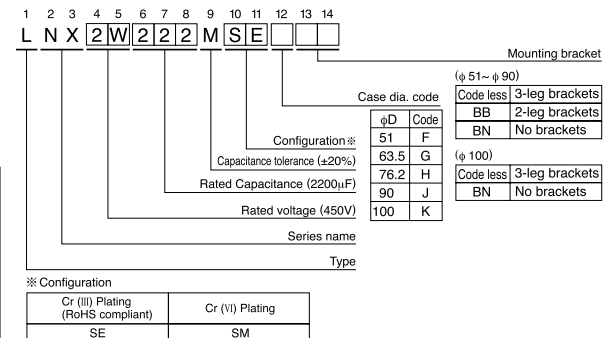 1 2 3 4 5 6 7 8 9 10 11 12 13 14
L N X 2 W 2 2 2 M S E
Mounting bracket
(φ 51~ φ 90)
Code less 3-leg brackets
BB 2-leg brackets
BN No brackets
(φ 100)
Code less 3-leg brackets
BN No brackets
Case dia. code
φD Code
51 F
63.5 G
76.2 H
90 J
100 K
Configuration※
Capacitance tolerance (±20%)
Rated Capacitance (2200µF)
Rated voltage (450V)
Series name
Type
※ Configuration
Cr (III) Plating (RoHS compliant) Cr (VI) Plating
SE SM